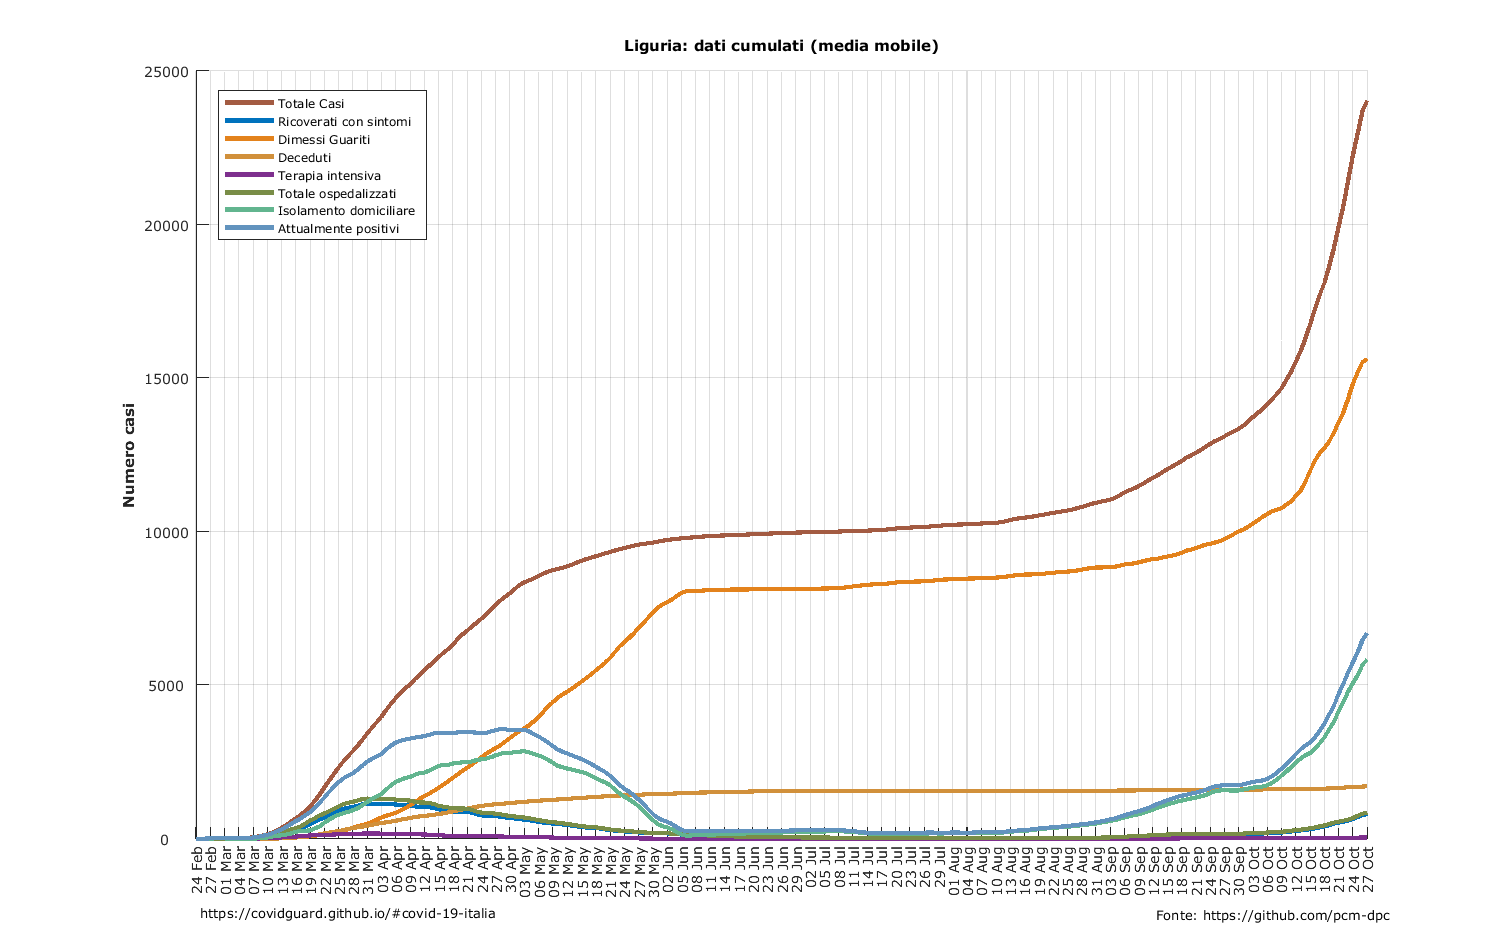 Liguria: dati cumulati (media mobile)
25000
20000
15000
10000
5000
0
Numero casi
Totale Casi
Ricoverati con sintomi
Dimessi Guariti
Deceduti
Terapia intensiva
Totale ospedalizzati
Isolamento domiciliare
Attualmente positivi
24 Feb
27 Feb
01 Mar
04 Mar
07 Mar
10 Mar
13 Mar
16 Mar
19 Mar
22 Mar
25 Mar
28 Mar
31 Mar
03 Apr
06 Apr
09 Apr
12 Apr
15 Apr
18 Apr
21 Apr
24 Apr
27 Apr
30 Apr
03 May
06 May
09 May
12 May
15 May
18 May
21 May
24 May
27 May
30 May
02 Jun
05 Jun
08 Jun
11 Jun
14 Jun
17 Jun
20 Jun
23 Jun
26 Jun
29 Jun
02 Jul
05 Jul
08 Jul
11 Jul
14 Jul
17 Jul
20 Jul
23 Jul
26 Jul
29 Jul
01 Aug
04 Aug
07 Aug
10 Aug
13 Aug
16 Aug
19 Aug
22 Aug
25 Aug
28 Aug
31 Aug
03 Sep
06 Sep
09 Sep
12 Sep
15 Sep
18 Sep
21 Sep
24 Sep
27 Sep
30 Sep
03 Oct
06 Oct
09 Oct
12 Oct
15 Oct
18 Oct
21 Oct
24 Oct
27 Oct
https://covidguard.github.io/#covid-19-italia
Fonte: https://github.com/pcm-dpc